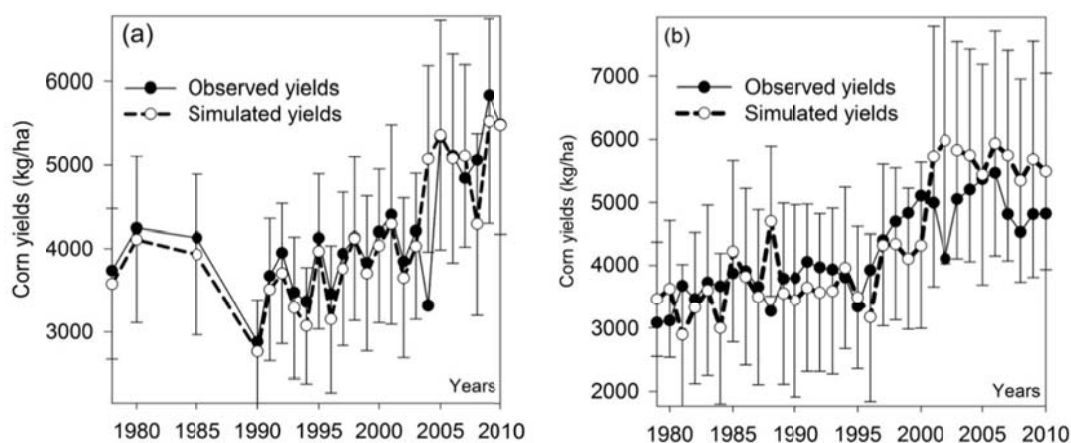 (a)
Observed yields
Simulated yields
Corn yields (kg/ha)
6000
5000
4000
3000
Years
1980 1985 1990 1995 2000 2005 2010
(b)
Observed yields
Simulated yields
Corn yields (kg/ha)
7000
6000
5000
4000
3000
2000
Years
1980 1985 1990 1995 2000 2005 2010